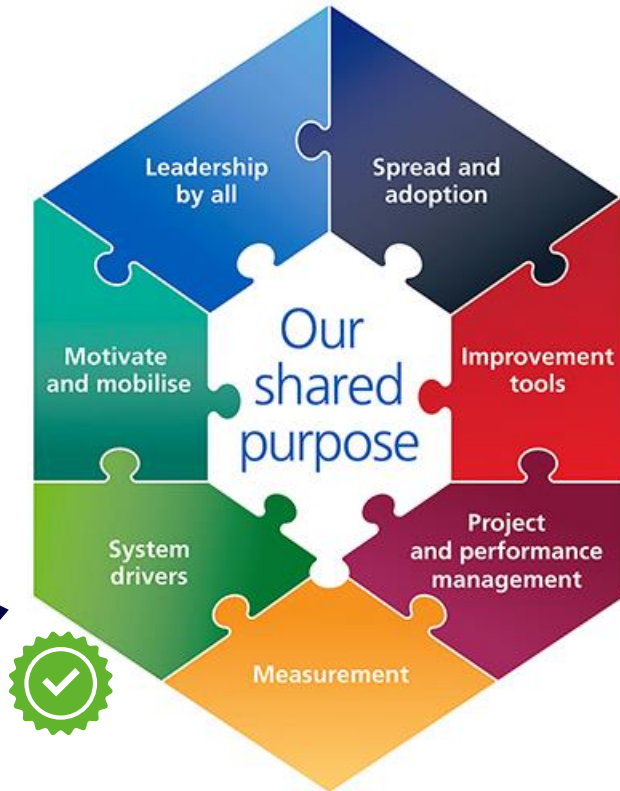 Leadership
by all
Spread and
adoption
Our
shared
purpose
Motivate
and mobilise
Improvement
tools
System
drivers
Project
and performance
management
Measurement